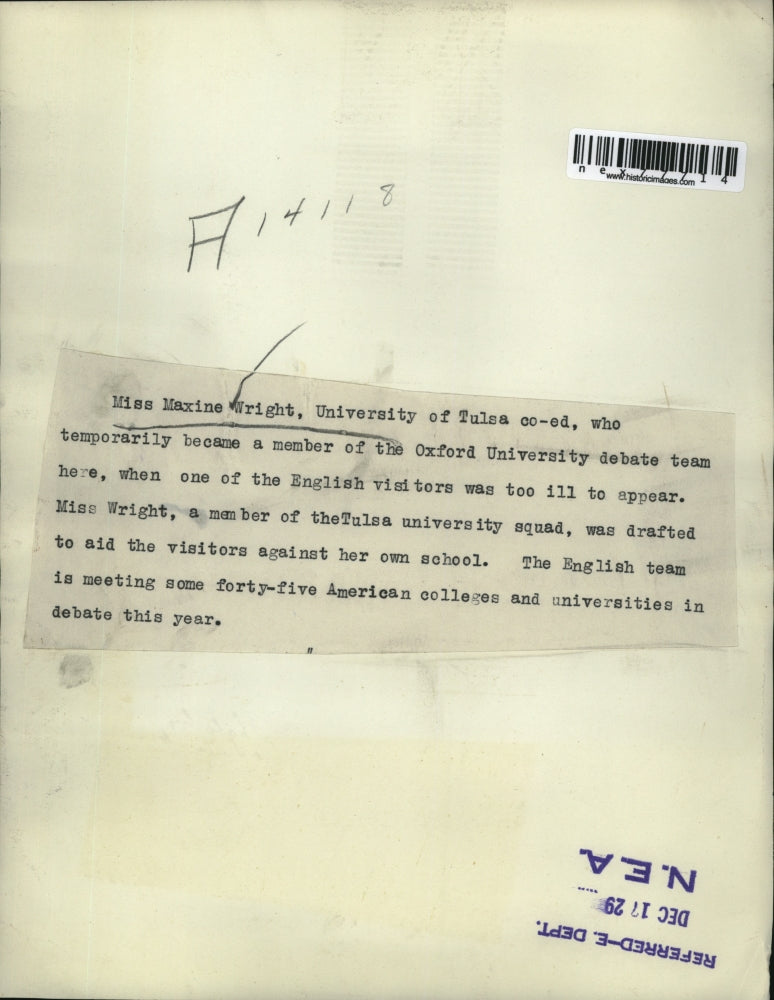 nex77714
www.historicimages.com
A 14118
Miss Maxine Wright, University of Tulsa co-ed, who
temporarily became a member of the Oxford University debate team
here, when one of the English visitors was too ill to appear.
Miss Wright, a member of theTulsa university squad, was drafted
to aid the visitors against her own school. The English team
is meeting some forty-five American colleges and universities in
debate this year.
"
REFERRED-E. DEPT.
DEC 17 29
N.E.A.